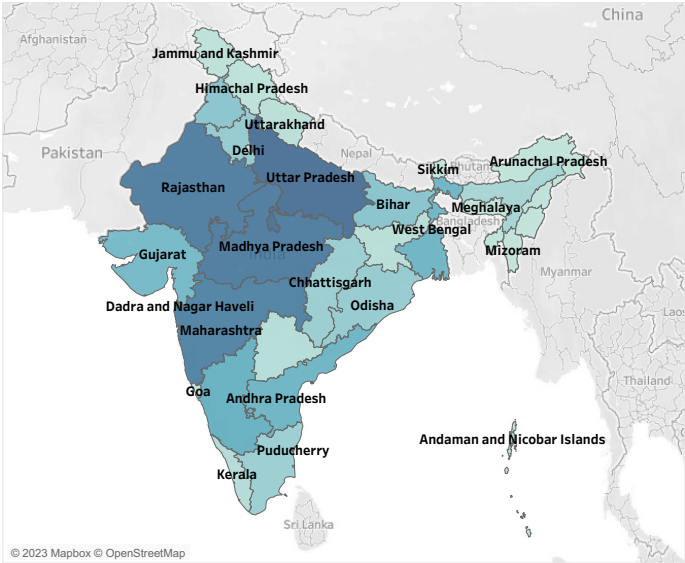 China
Afghanistan
Jammu and Kashmir
Himachal Pradesh
Uttarakhand
Delhi
Pakistan
Nepal
Bhutan
Arunachal Pradesh
Sikkim
Rajasthan
Uttar Pradesh
Bihar
Meghalaya
Bangladesh
West Bengal
Gujarat
Madhya Pradesh
India
Mizoram
Myanmar
Chhattisgarh
Odisha
Dadra and Nagar Haveli
Maharashtra
Laos
Thailand
Goa
Andhra Pradesh
Andaman and Nicobar Islands
Puducherry
Kerala
Sri Lanka
© 2023 Mapbox © OpenStreetMap